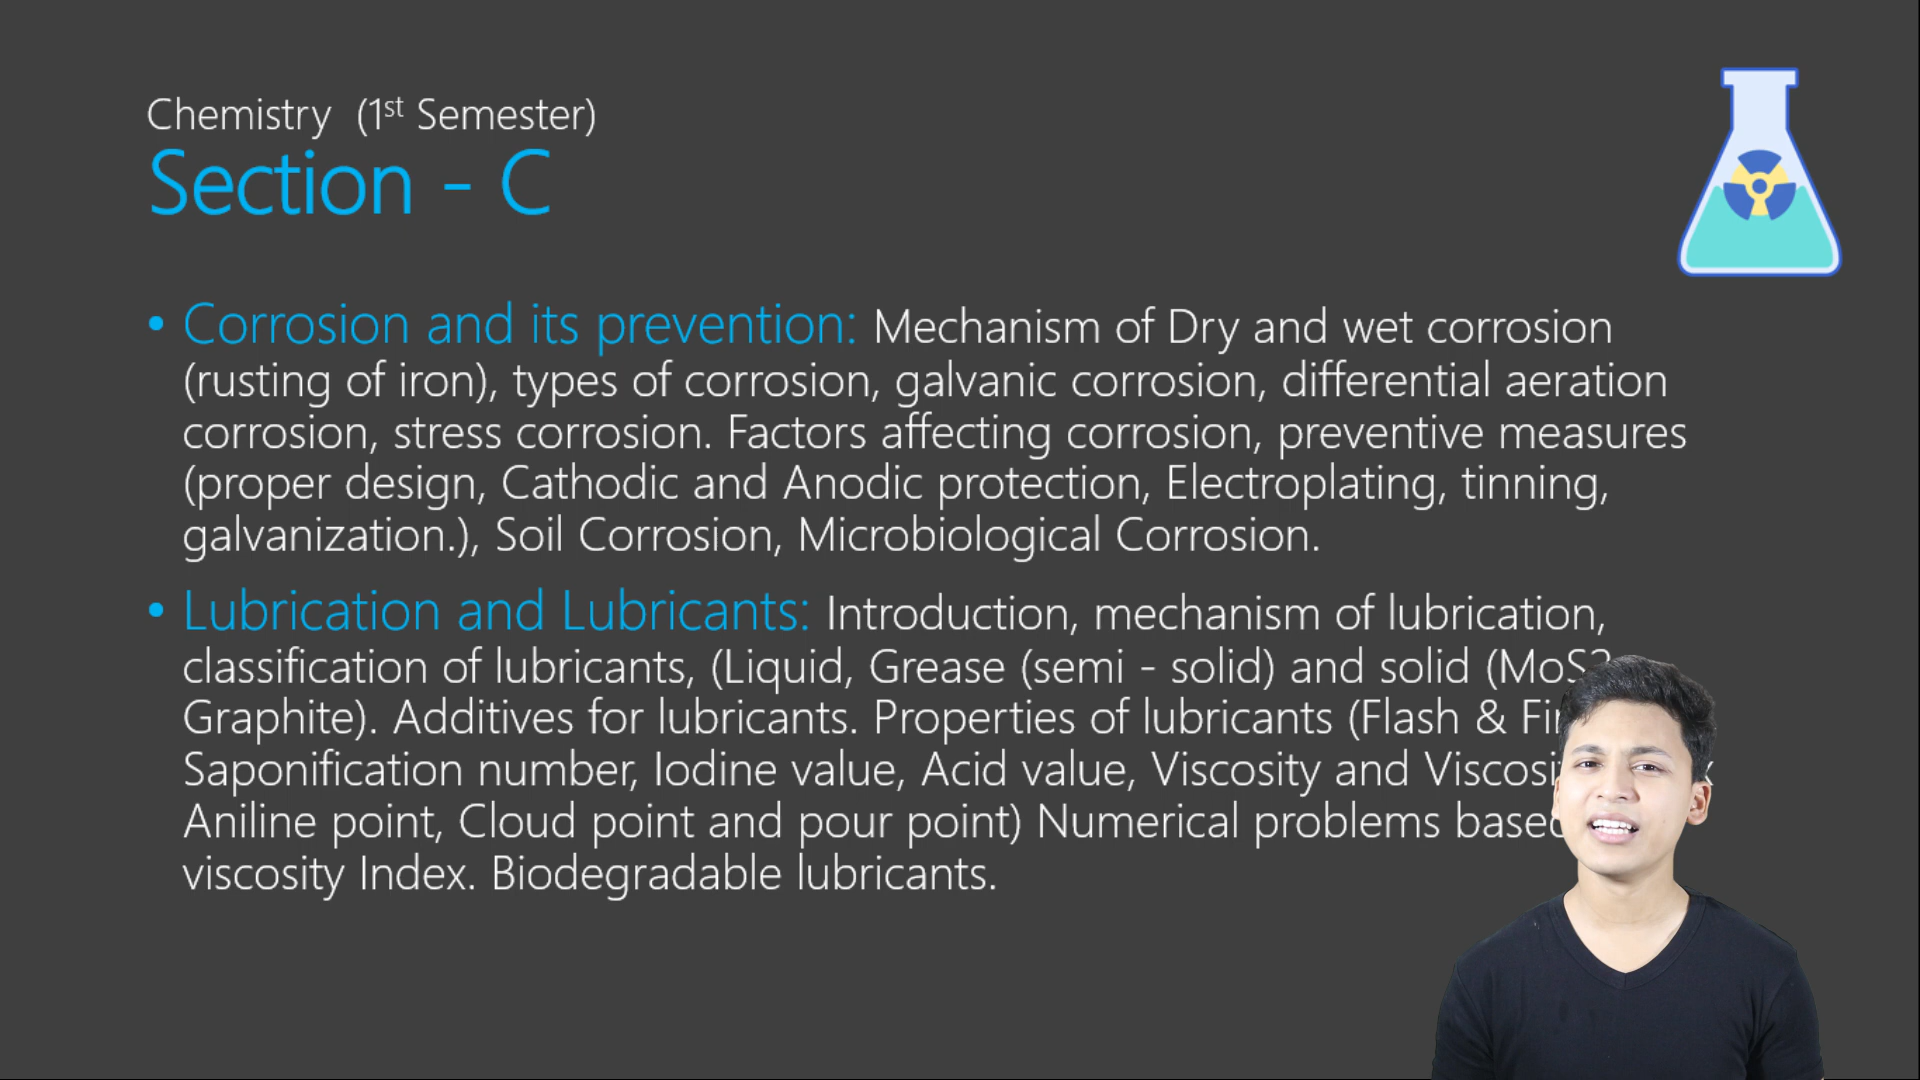 Chemistry (1st Semester)
Section - C
• Corrosion and its prevention: Mechanism of Dry and wet corrosion
(rusting of iron), types of corrosion, galvanic corrosion, differential aeration
corrosion, stress corrosion. Factors affecting corrosion, preventive measures
(proper design, Cathodic and Anodic protection, Electroplating, tinning,
galvanization.), Soil Corrosion, Microbiological Corrosion.
• Lubrication and Lubricants: Introduction, mechanism of lubrication,
classification of lubricants, (Liquid, Grease (semi - solid) and solid
Graphite). Additives for lubricants. Properties of lubricants (Flash &
Saponification number, Iodine value, Acid value, Viscosity and
Aniline point, Cloud point and pour point) Numerical problems
viscosity Index. Biodegradable lubricants.